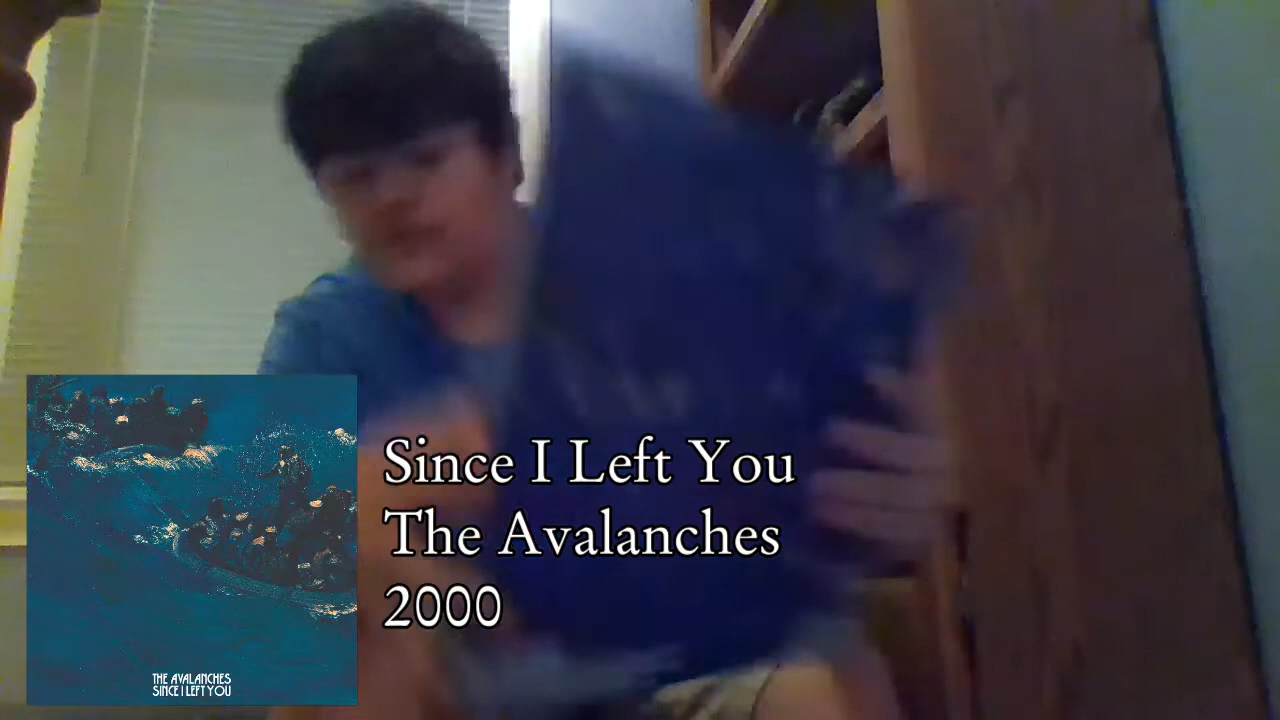 Since I Left You
The Avalanches
2000
THE AVALANCHES
SINCE I LEFT YOU